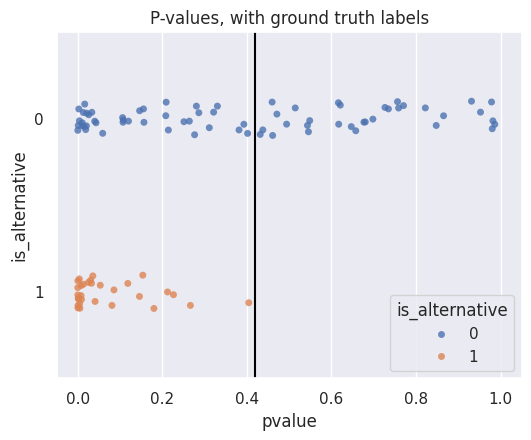 P-values, with ground truth labels
is_alternative
0
1
is_alternative
0
1
0.0 0.2 0.4 0.6 0.8 1.0
pvalue